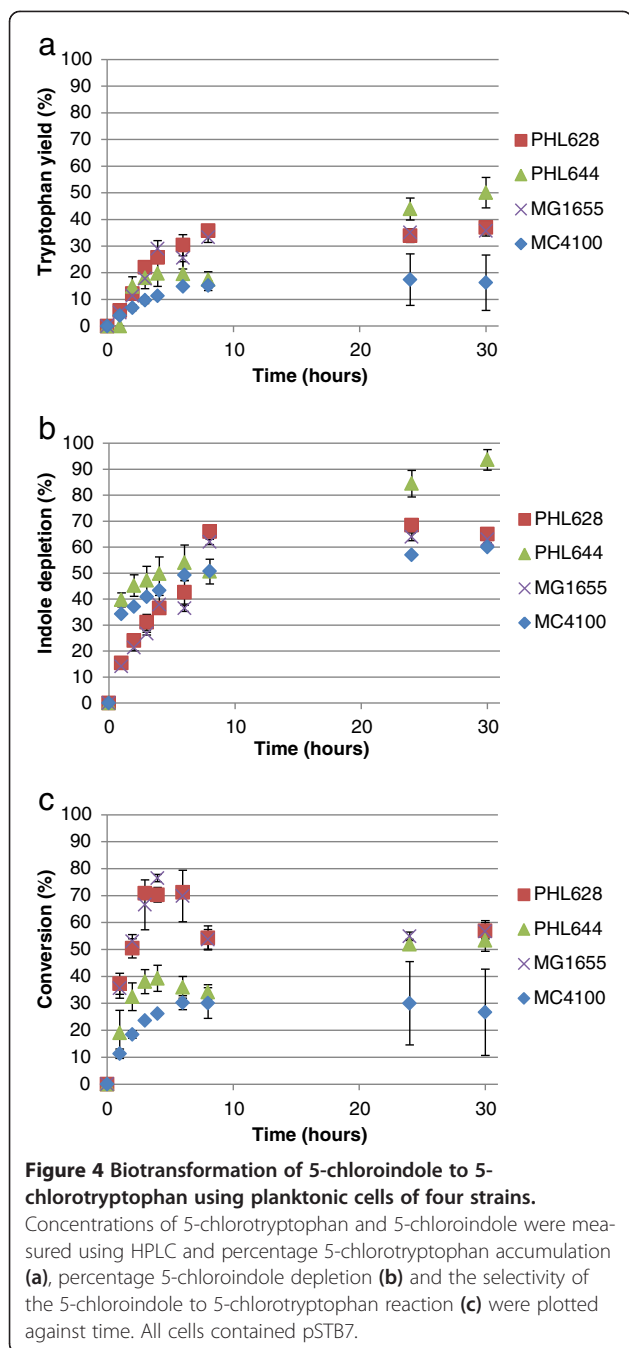 a
Tryptophan yield (%)
100
90
80
70
60
50
40
30
20
10
0
0 10 20 30
Time (hours)
PHL628
PHL644
MG1655
MC4100
b
Indole depletion (%)
100
90
80
70
60
50
40
30
20
10
0
0 10 20 30
Time (hours)
PHL628
PHL644
MG1655
MC4100
c
Conversion (%)
100
90
80
70
60
50
40
30
20
10
0
0 10 20 30
Time (hours)
PHL628
PHL644
MG1655
MC4100
Figure 4 Biotransformation of 5-chloroindole to 5-
chlorotryptophan using planktonic cells of four strains.
Concentrations of 5-chlorotryptophan and 5-chloroindole were mea-
sured using HPLC and percentage 5-chlorotryptophan accumulation
(a), percentage 5-chloroindole depletion (b) and the selectivity of
the 5-chloroindole to 5-chlorotryptophan reaction (c) were plotted
against time. All cells contained pSTB7.